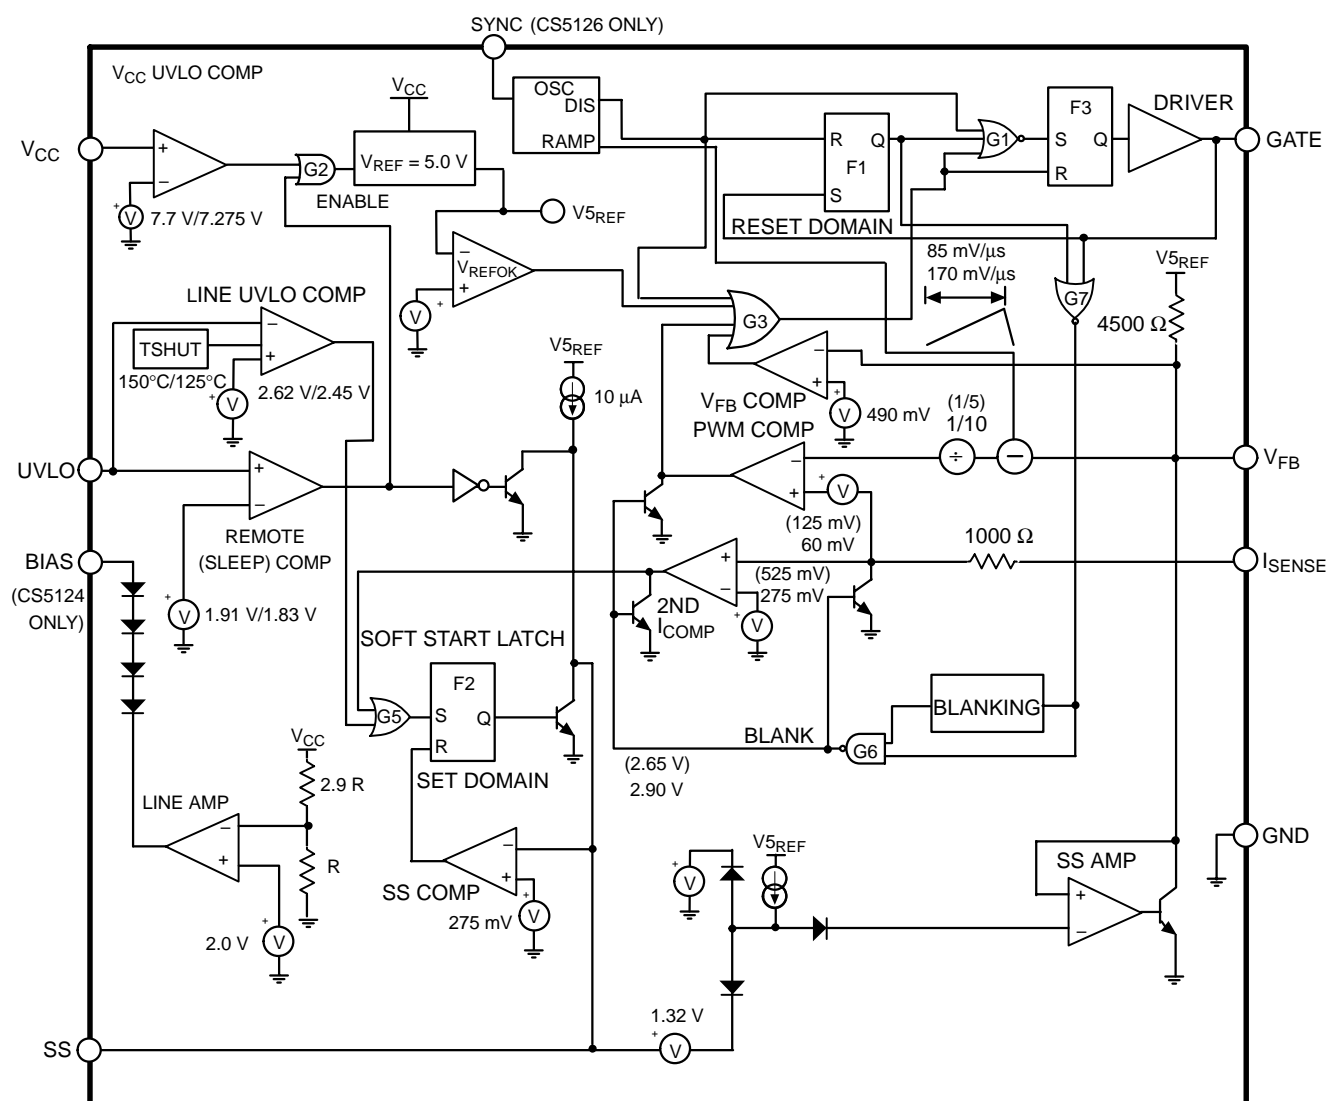 SYNC (CS5126 ONLY)
VCC UVLO COMP
VCC
OSC
DIS
RAMP
F3
DRIVER
S
Q
R
G1
GATE
R
Q
F1
S
RESET DOMAIN
VCC
+
−
G2
VREF = 5.0 V
ENABLE
+
V
7.7 V/7.275 V
V5REF
−
VREFOK
+
+
V
85 mV/μs
170 mV/μs
G7
V5REF
4500 Ω
LINE UVLO COMP
−
TSHUT
+
150°C/125°C
+
V
2.62 V/2.45 V
G3
−
+
+
V
490 mV
VFB COMP
PWM COMP
V5REF
10 μA
(1/5)
1/10
÷
−
VFB
UVLO
+
−
REMOTE
(SLEEP) COMP
−
+
+
V
(125 mV)
60 mV
1000 Ω
ISENSE
BIAS
(CS5124
ONLY)
+
V
1.91 V/1.83 V
+
−
(525 mV)
275 mV
V
+
2ND
ICOMP
SOFT START LATCH
F2
S
Q
R
G5
SET DOMAIN
BLANKING
BLANK
G6
(2.65 V)
2.90 V
VCC
2.9 R
LINE AMP
−
+
R
+
V
2.0 V
−
+
SS COMP
275 mV
+
V
+
V
V5REF
SS AMP
+
−
GND
1.32 V
+
V
SS